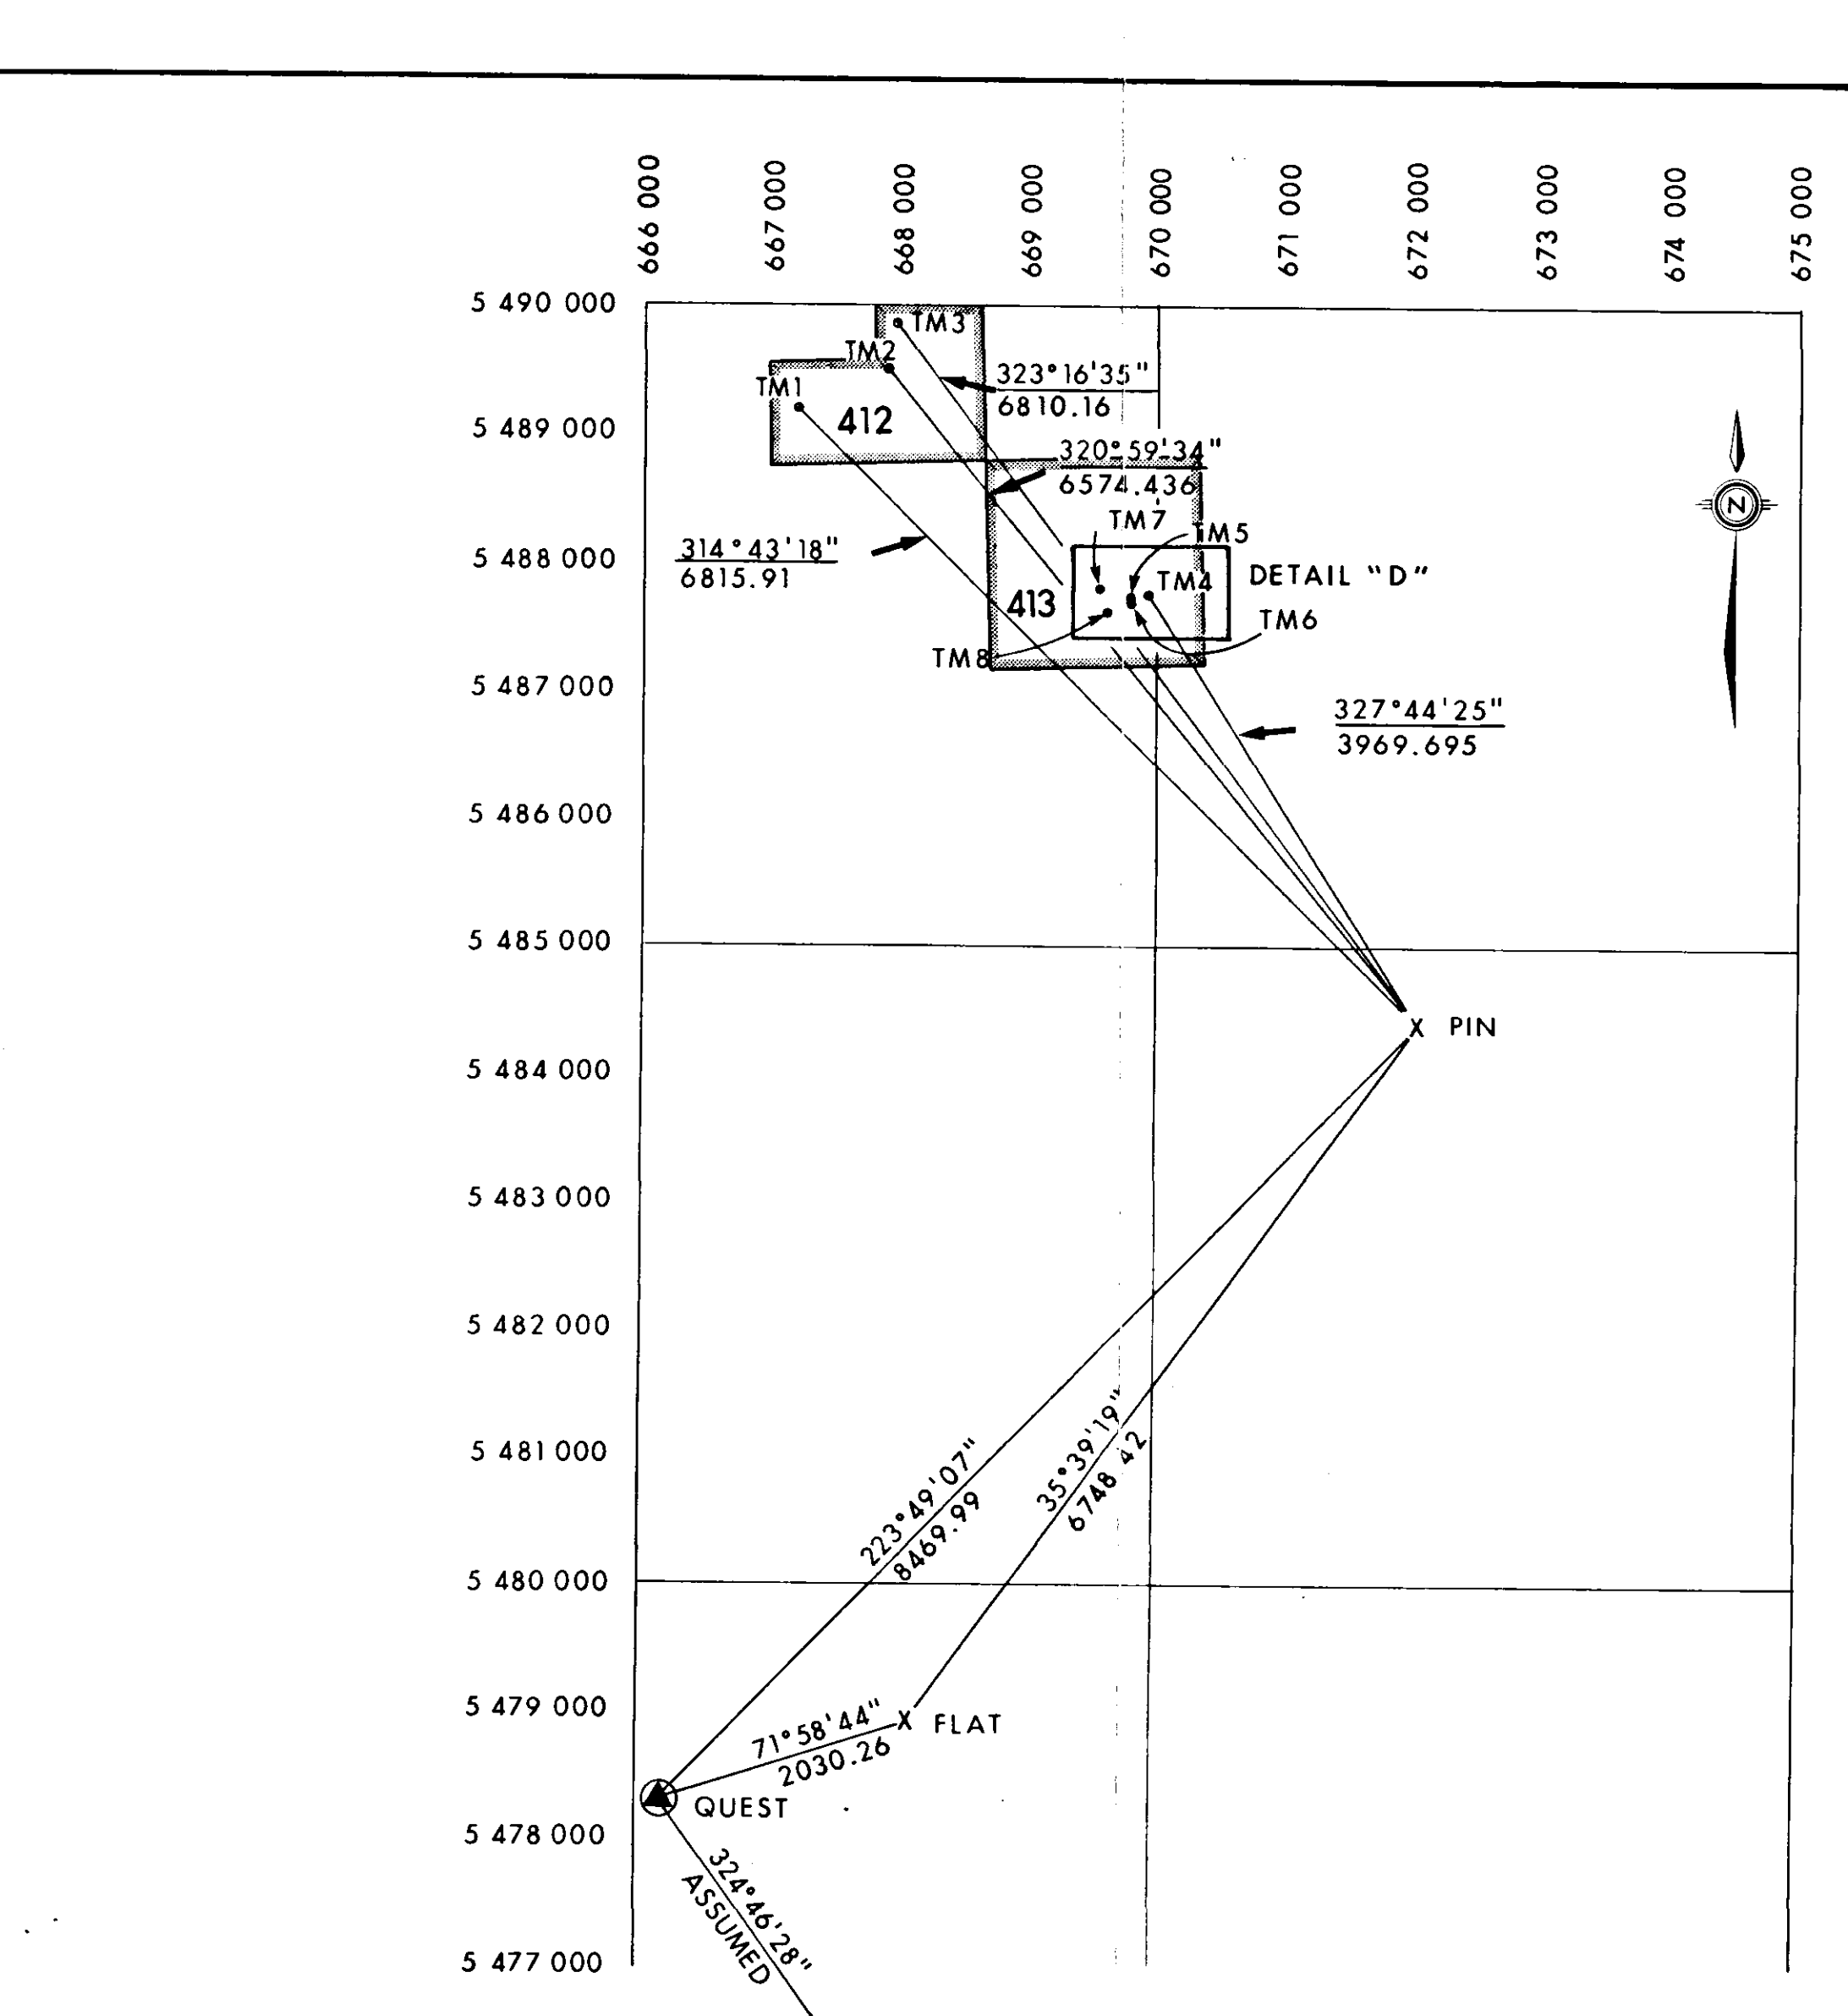 666 000
667 000
668 000
669 000
670 000
671 000
672 000
673 000
674 000
675 000
5 490 000
TM3
TM2
323°16'35"
6810.16
TM1
412
5 489 000
320°59'34"
6574.436
TM7
TM5
N
314°43'18"
6815.91
5 488 000
DETAIL "D"
TM4
413
TM6
TM8
5 487 000
327°44'25"
3969.695
5 486 000
5 485 000
X PIN
5 484 000
5 483 000
5 482 000
35°39'19"
6748 42
5 481 000
223°49'07"
8469.99
5 480 000
5 479 000
71°58'44"
2030.26
X FLAT
QUEST
5 478 000
324°46'28"
ASSUMED
5 477 000